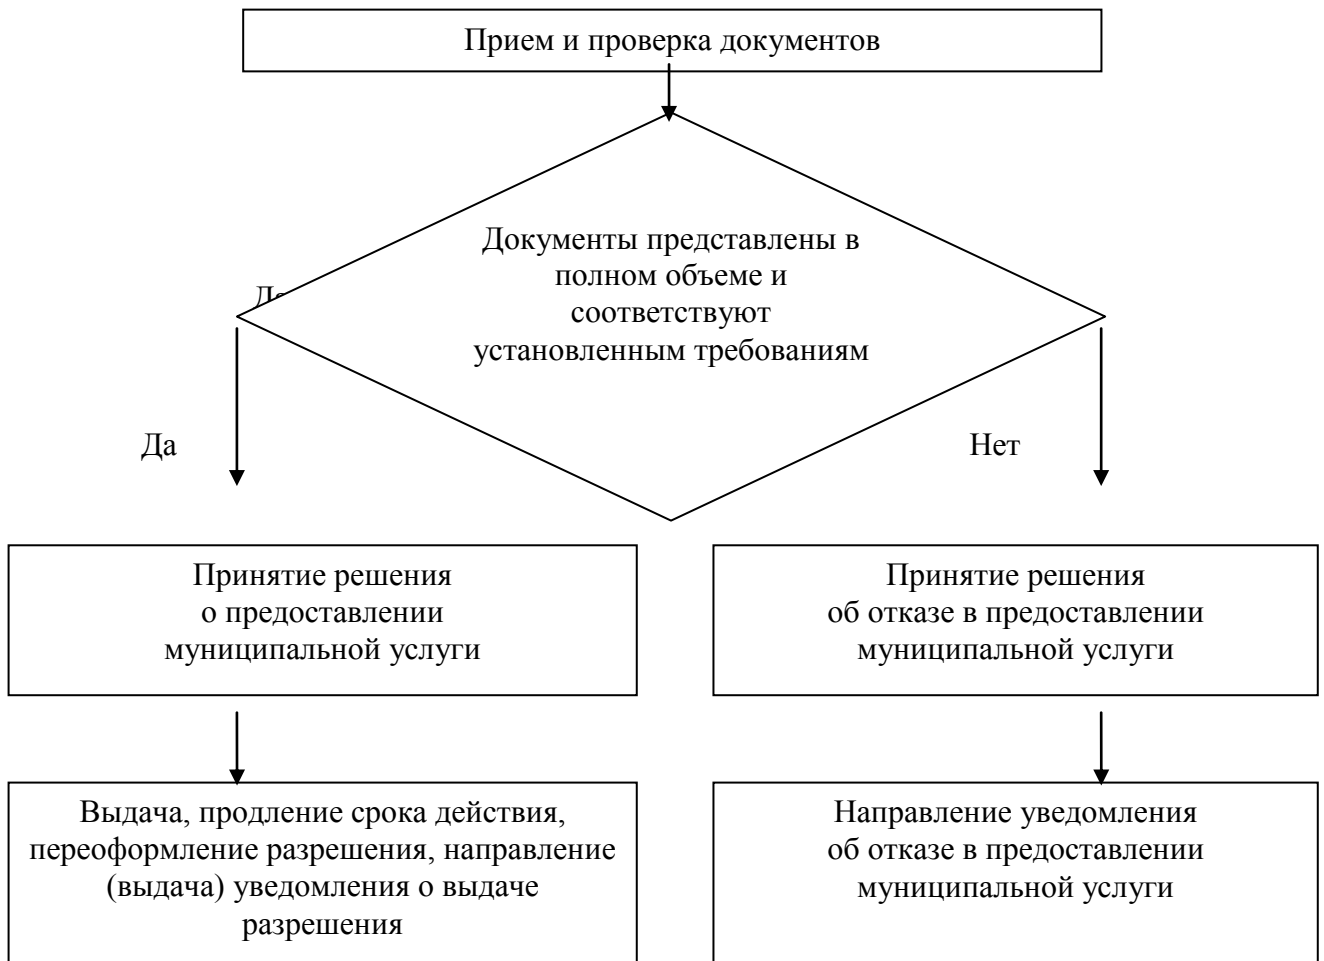 Прием и проверка документов
Документы представлены в
полном объеме и
соответствуют
установленным требованиям
Да
Нет
Принятие решения
о предоставлении
муниципальной услуги
Принятие решения
об отказе в предоставлении
муниципальной услуги
Выдача, продление срока действия,
переоформление разрешения, направление
(выдача) уведомления о выдаче
разрешения
Направление уведомления
об отказе в предоставлении
муниципальной услуги